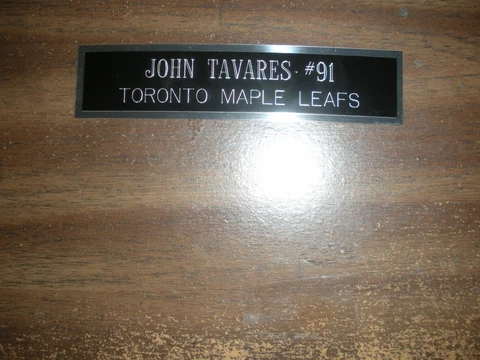 JOHN TAVARES #91
TORONTO MAPLE LEAFS